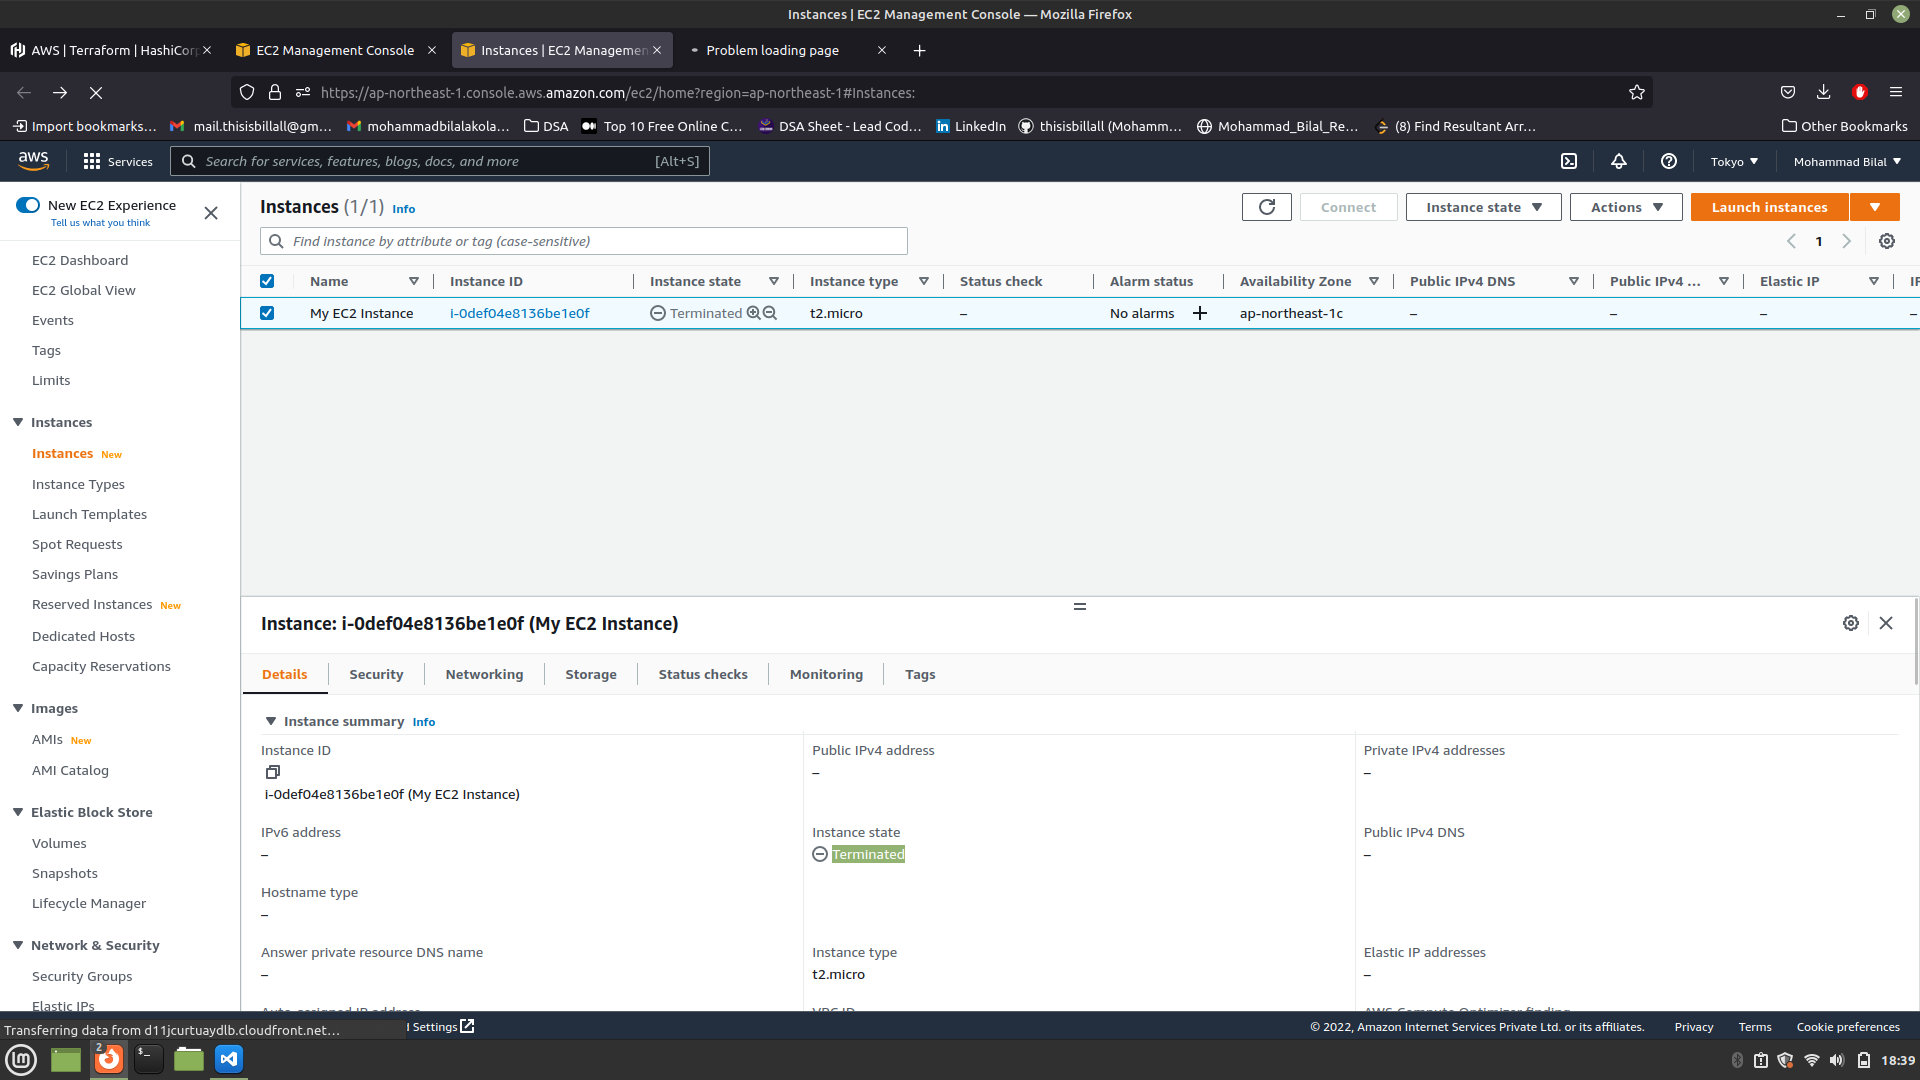 Instances | EC2 Management Console — Mozilla Firefox
AWS | Terraform | HashiCorp
EC2 Management Console
Instances | EC2 Managemen
Problem loading page
https://ap-northeast-1.console.aws.amazon.com/ec2/home?region=ap-northeast-1#Instances:
Import bookmarks... mail.thisisbillall@gm... mohammadbilalakola... DSA Top 10 Free Online C... DSA Sheet - Lead Cod... LinkedIn thisisbillall (Mohamm... Mohammad_Bilal_Re... (8) Find Resultant Arr... Other Bookmarks
aws Services Search for services, features, blogs, docs, and more [Alt+S] Tokyo Mohammad Bilal
New EC2 Experience
Tell us what you think
EC2 Dashboard
EC2 Global View
Events
Tags
Limits
Instances
Instances New
Instance Types
Launch Templates
Spot Requests
Savings Plans
Reserved Instances New
Dedicated Hosts
Capacity Reservations
Images
AMIs New
AMI Catalog
Elastic Block Store
Volumes
Snapshots
Lifecycle Manager
Network & Security
Security Groups
Elastic IPs
Instances (1/1) Info
Connect Instance state Actions Launch instances
Find instance by attribute or tag (case-sensitive)
1
Name Instance ID Instance state Instance type Status check Alarm status Availability Zone Public IPv4 DNS Public IPv4 ... Elastic IP
My EC2 Instance i-0def04e8136be1e0f Terminated t2.micro – No alarms + ap-northeast-1c – – – –
Instance: i-0def04e8136be1e0f (My EC2 Instance)
Details Security Networking Storage Status checks Monitoring Tags
Instance summary Info
Instance ID
i-0def04e8136be1e0f (My EC2 Instance)
Public IPv4 address
–
Private IPv4 addresses
–
IPv6 address
–
Instance state
Terminated
Public IPv4 DNS
–
Hostname type
–
Answer private resource DNS name
–
Instance type
t2.micro
Elastic IP addresses
–
Auto-assigned IP address
VPC ID
AWS Compute Optimizer finding
Transferring data from d11jcurtuaydlb.cloudfront.net...
Settings
© 2022, Amazon Internet Services Private Ltd. or its affiliates. Privacy Terms Cookie preferences
2
18:39